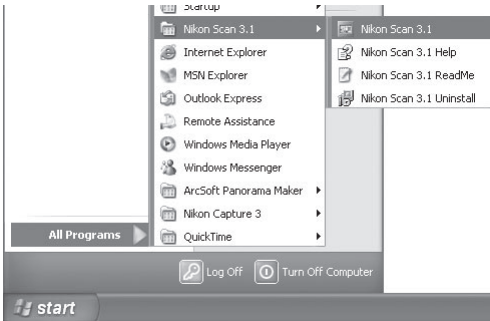 Startup
Nikon Scan 3.1
Internet Explorer
MSN Explorer
Outlook Express
Remote Assistance
Windows Media Player
Windows Messenger
ArcSoft Panorama Maker
Nikon Capture 3
QuickTime
Nikon Scan 3.1
Nikon Scan 3.1 Help
Nikon Scan 3.1 ReadMe
Nikon Scan 3.1 Uninstall
All Programs
Log Off
Turn Off Computer
start